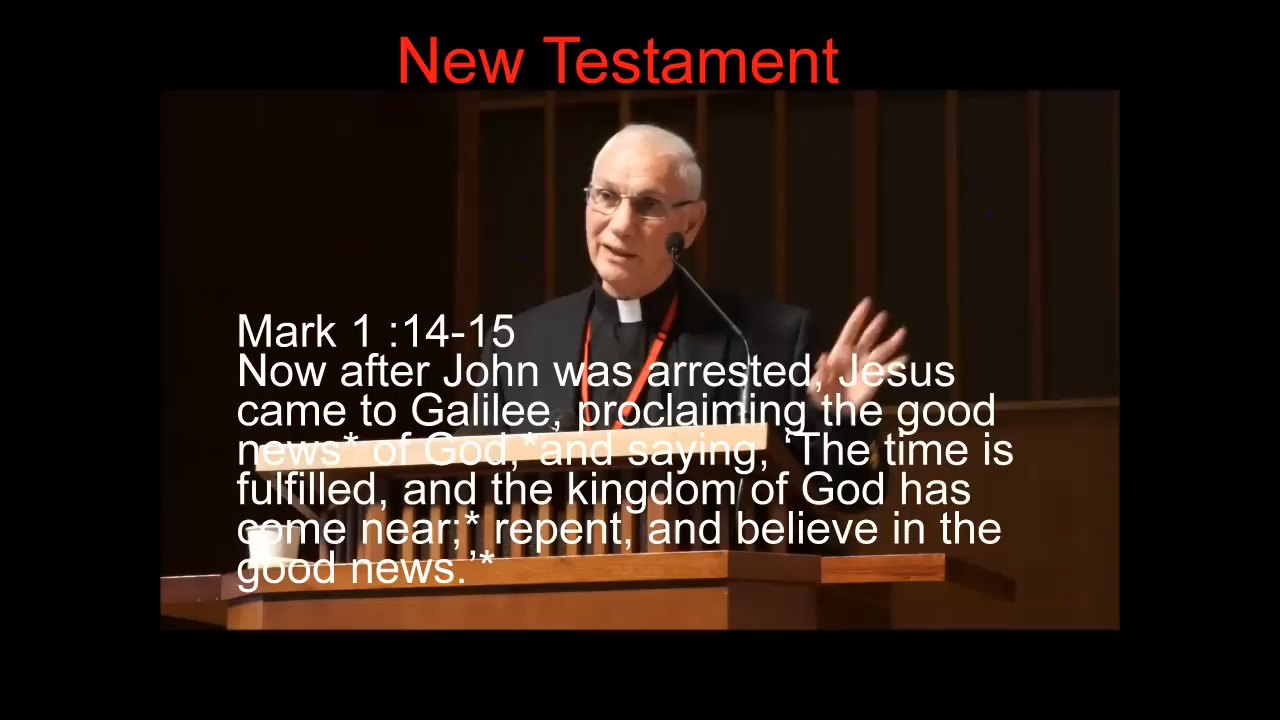 New Testament
Mark 1 :14-15
Now after John was arrested, Jesus
came to Galilee, proclaiming the good
news* of God,*and saying, ‘The time is
fulfilled, and the kingdom of God has
come near;* repent, and believe in the
good news.’*